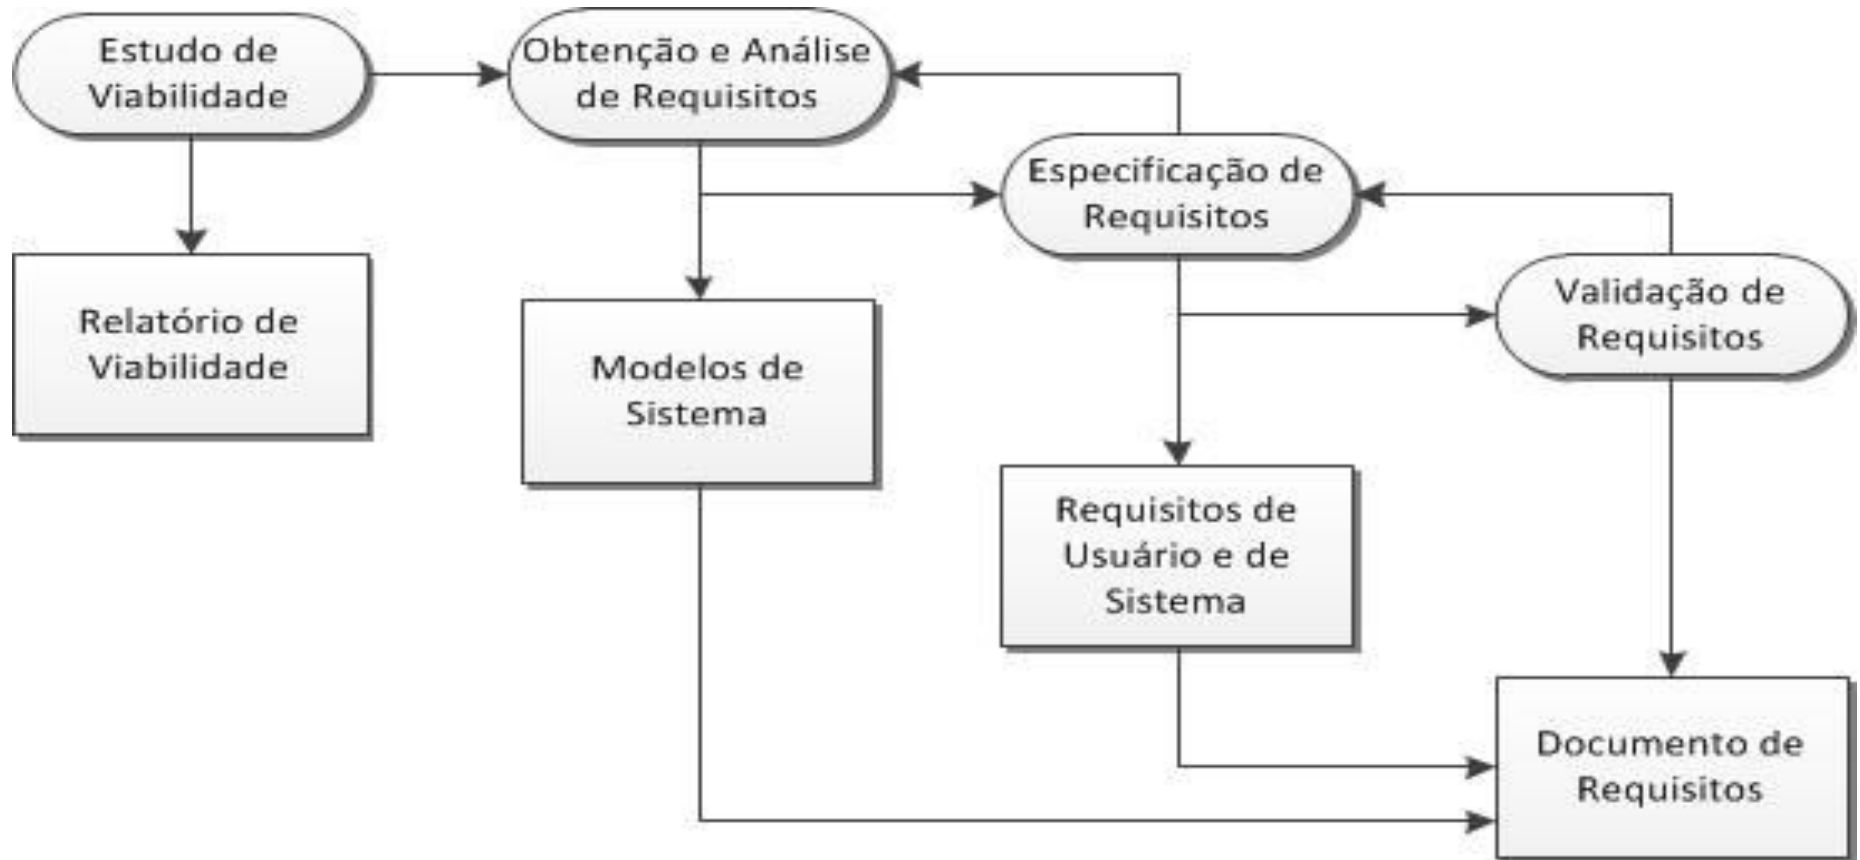 Estudo de
Viabilidade
Obtenção e Análise
de Requisitos
Especificação de
Requisitos
Validação de
Requisitos
Relatório de
Viabilidade
Modelos de
Sistema
Requisitos de
Usuário e de
Sistema
Documento de
Requisitos